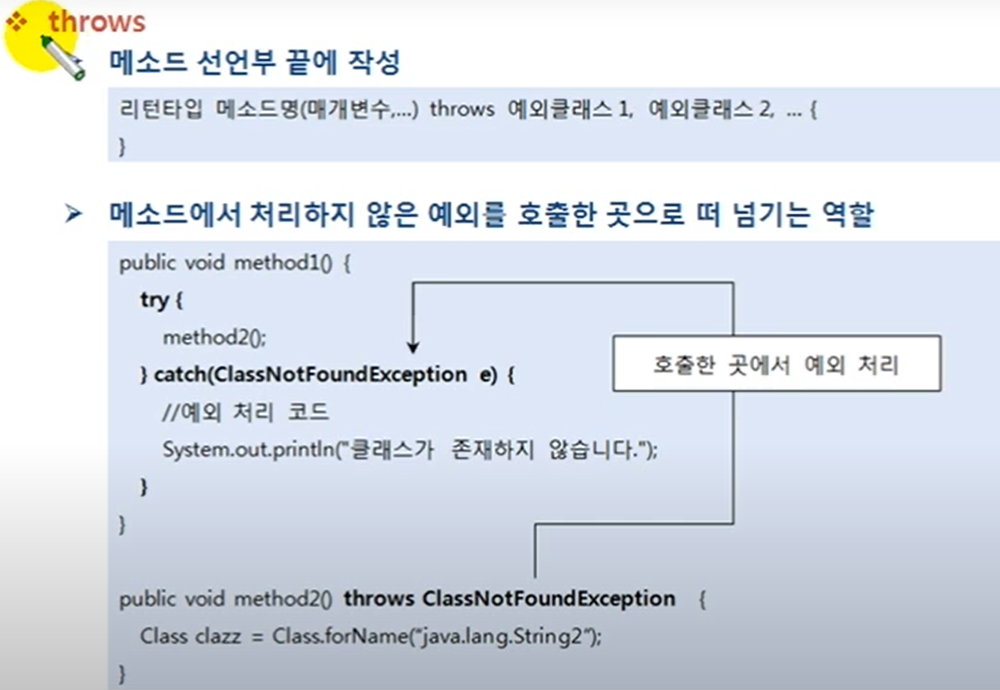 throws
메소드 선언부 끝에 작성
리턴타입 메소드명(매개변수,...) throws 예외클래스1, 예외클래스2, ... {
}
메소드에서 처리하지 않은 예외를 호출한 곳으로 떠 넘기는 역할
public void method1() {
try {
method2();
} catch(ClassNotFoundException e) {
호출한 곳에서 예외 처리
//예외 처리 코드
System.out.println("클래스가 존재하지 않습니다.");
}
}
public void method2() throws ClassNotFoundException {
Class clazz = Class.forName("java.lang.String2");
}